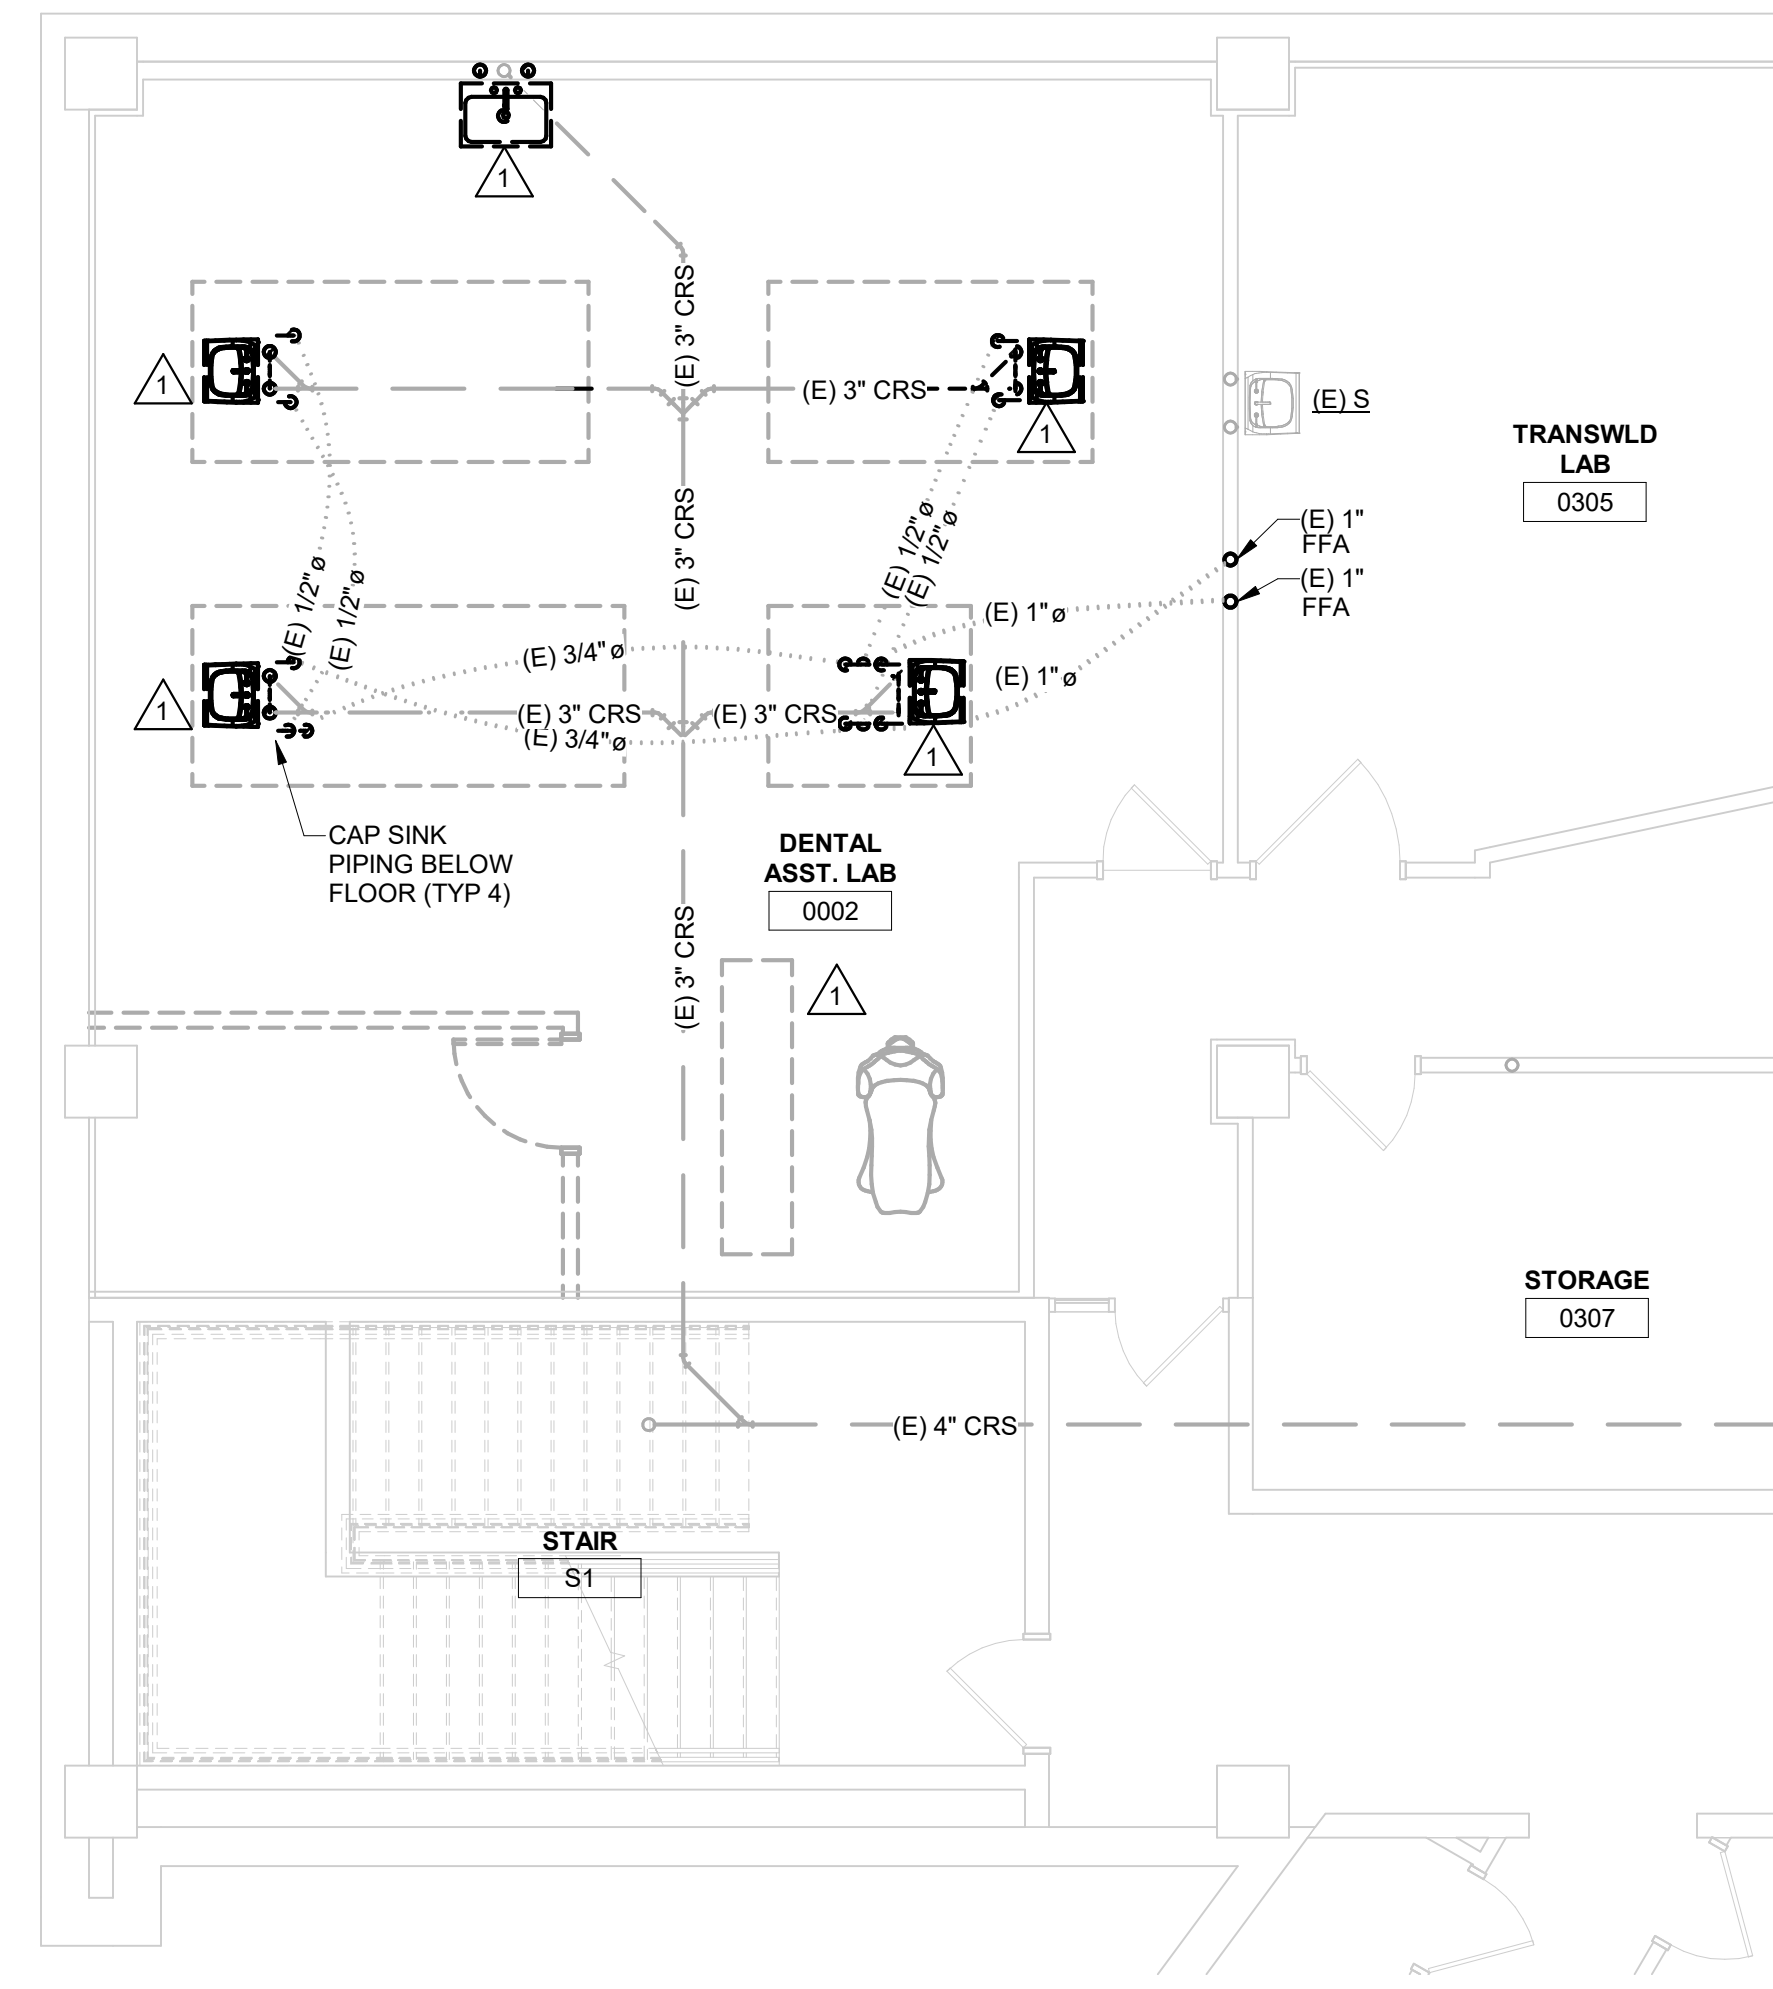 1
(E) 3" CRS
1
(E) 3" CRS
1
(E) S
TRANSWLD
LAB
0305
(E) 3" CRS
(E) 1/2"ø
(E) 1/2"ø
(E) 1"
FFA
(E) 1"
FFA
(E) 1/2"ø
(E) 1/2"ø
(E) 1"ø
(E) 3/4"ø
(E) 1"ø
1
(E) 3" CRS
(E) 3" CRS
(E) 3/4"ø
1
CAP SINK
PIPING BELOW
FLOOR (TYP 4)
DENTAL
ASST. LAB
0002
(E) 3" CRS
1
STORAGE
0307
(E) 4" CRS
STAIR
S1